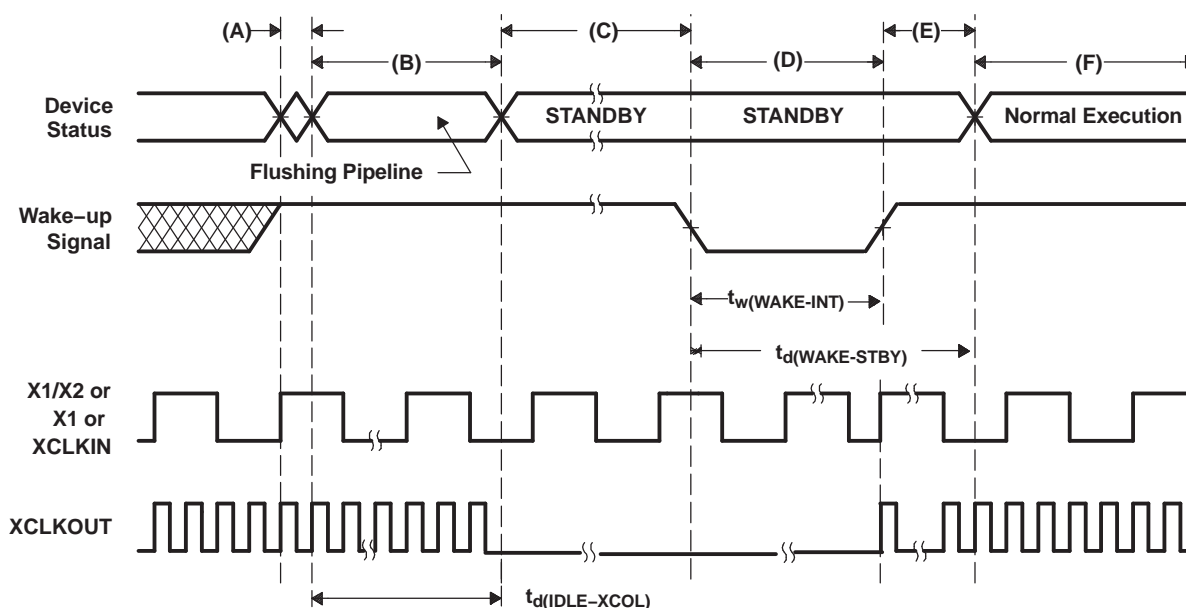 (A)
(C)
(E)
(B)
(D)
(F)
Device
Status
STANDBY
STANDBY
Normal Execution
Flushing Pipeline
Wake−up
Signal
tw(WAKE-INT)
td(WAKE-STBY)
X1/X2 or
X1 or
XCLKIN
XCLKOUT
td(IDLE−XCOL)